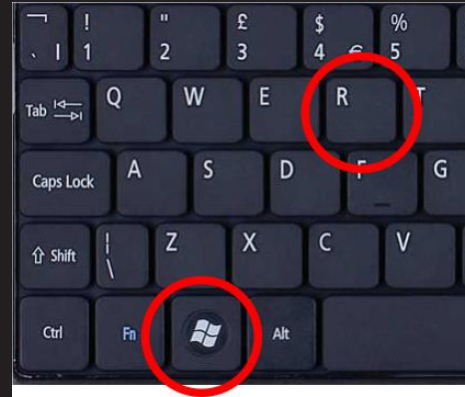 ¬ ! " £ $ %
` | 1 2 3 4 € 5
Tab Q W E R T
Caps Lock A S D F G
⇧ Shift | \ Z X C V
Ctrl Fn Alt